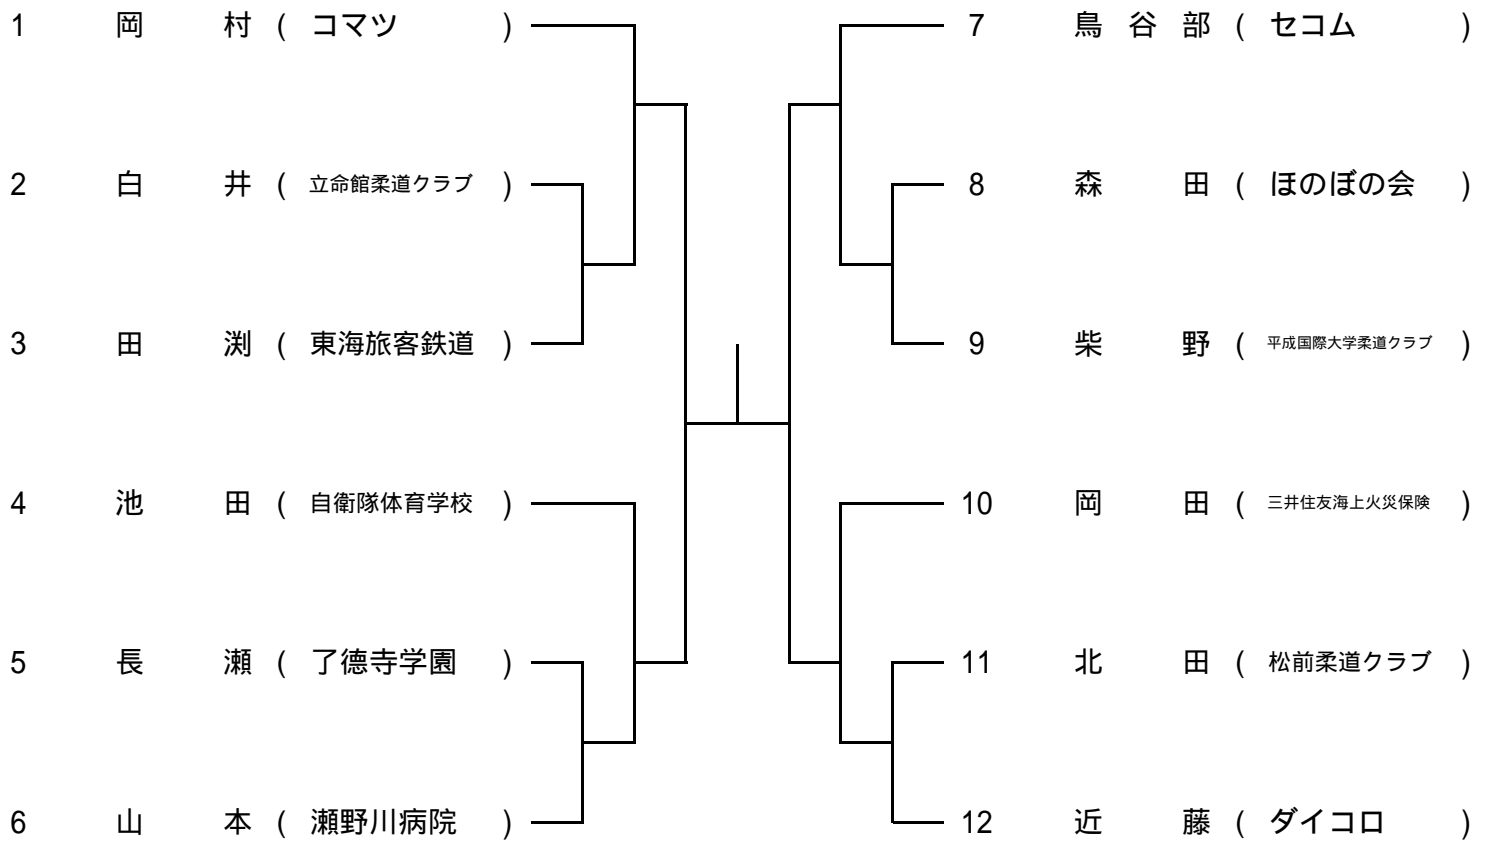 1 岡村 ( コマツ )
2 白井 ( 立命館柔道クラブ )
3 田渕 ( 東海旅客鉄道 )
4 池田 ( 自衛隊体育学校 )
5 長瀬 ( 了德寺学園 )
6 山本 ( 瀬野川病院 )
7 鳥谷部 ( セコム )
8 森田 ( ほのぼの会 )
9 柴野 ( 平成国際大学柔道クラブ )
10 岡田 ( 三井住友海上火災保険 )
11 北田 ( 松前柔道クラブ )
12 近藤 ( ダイコロ )